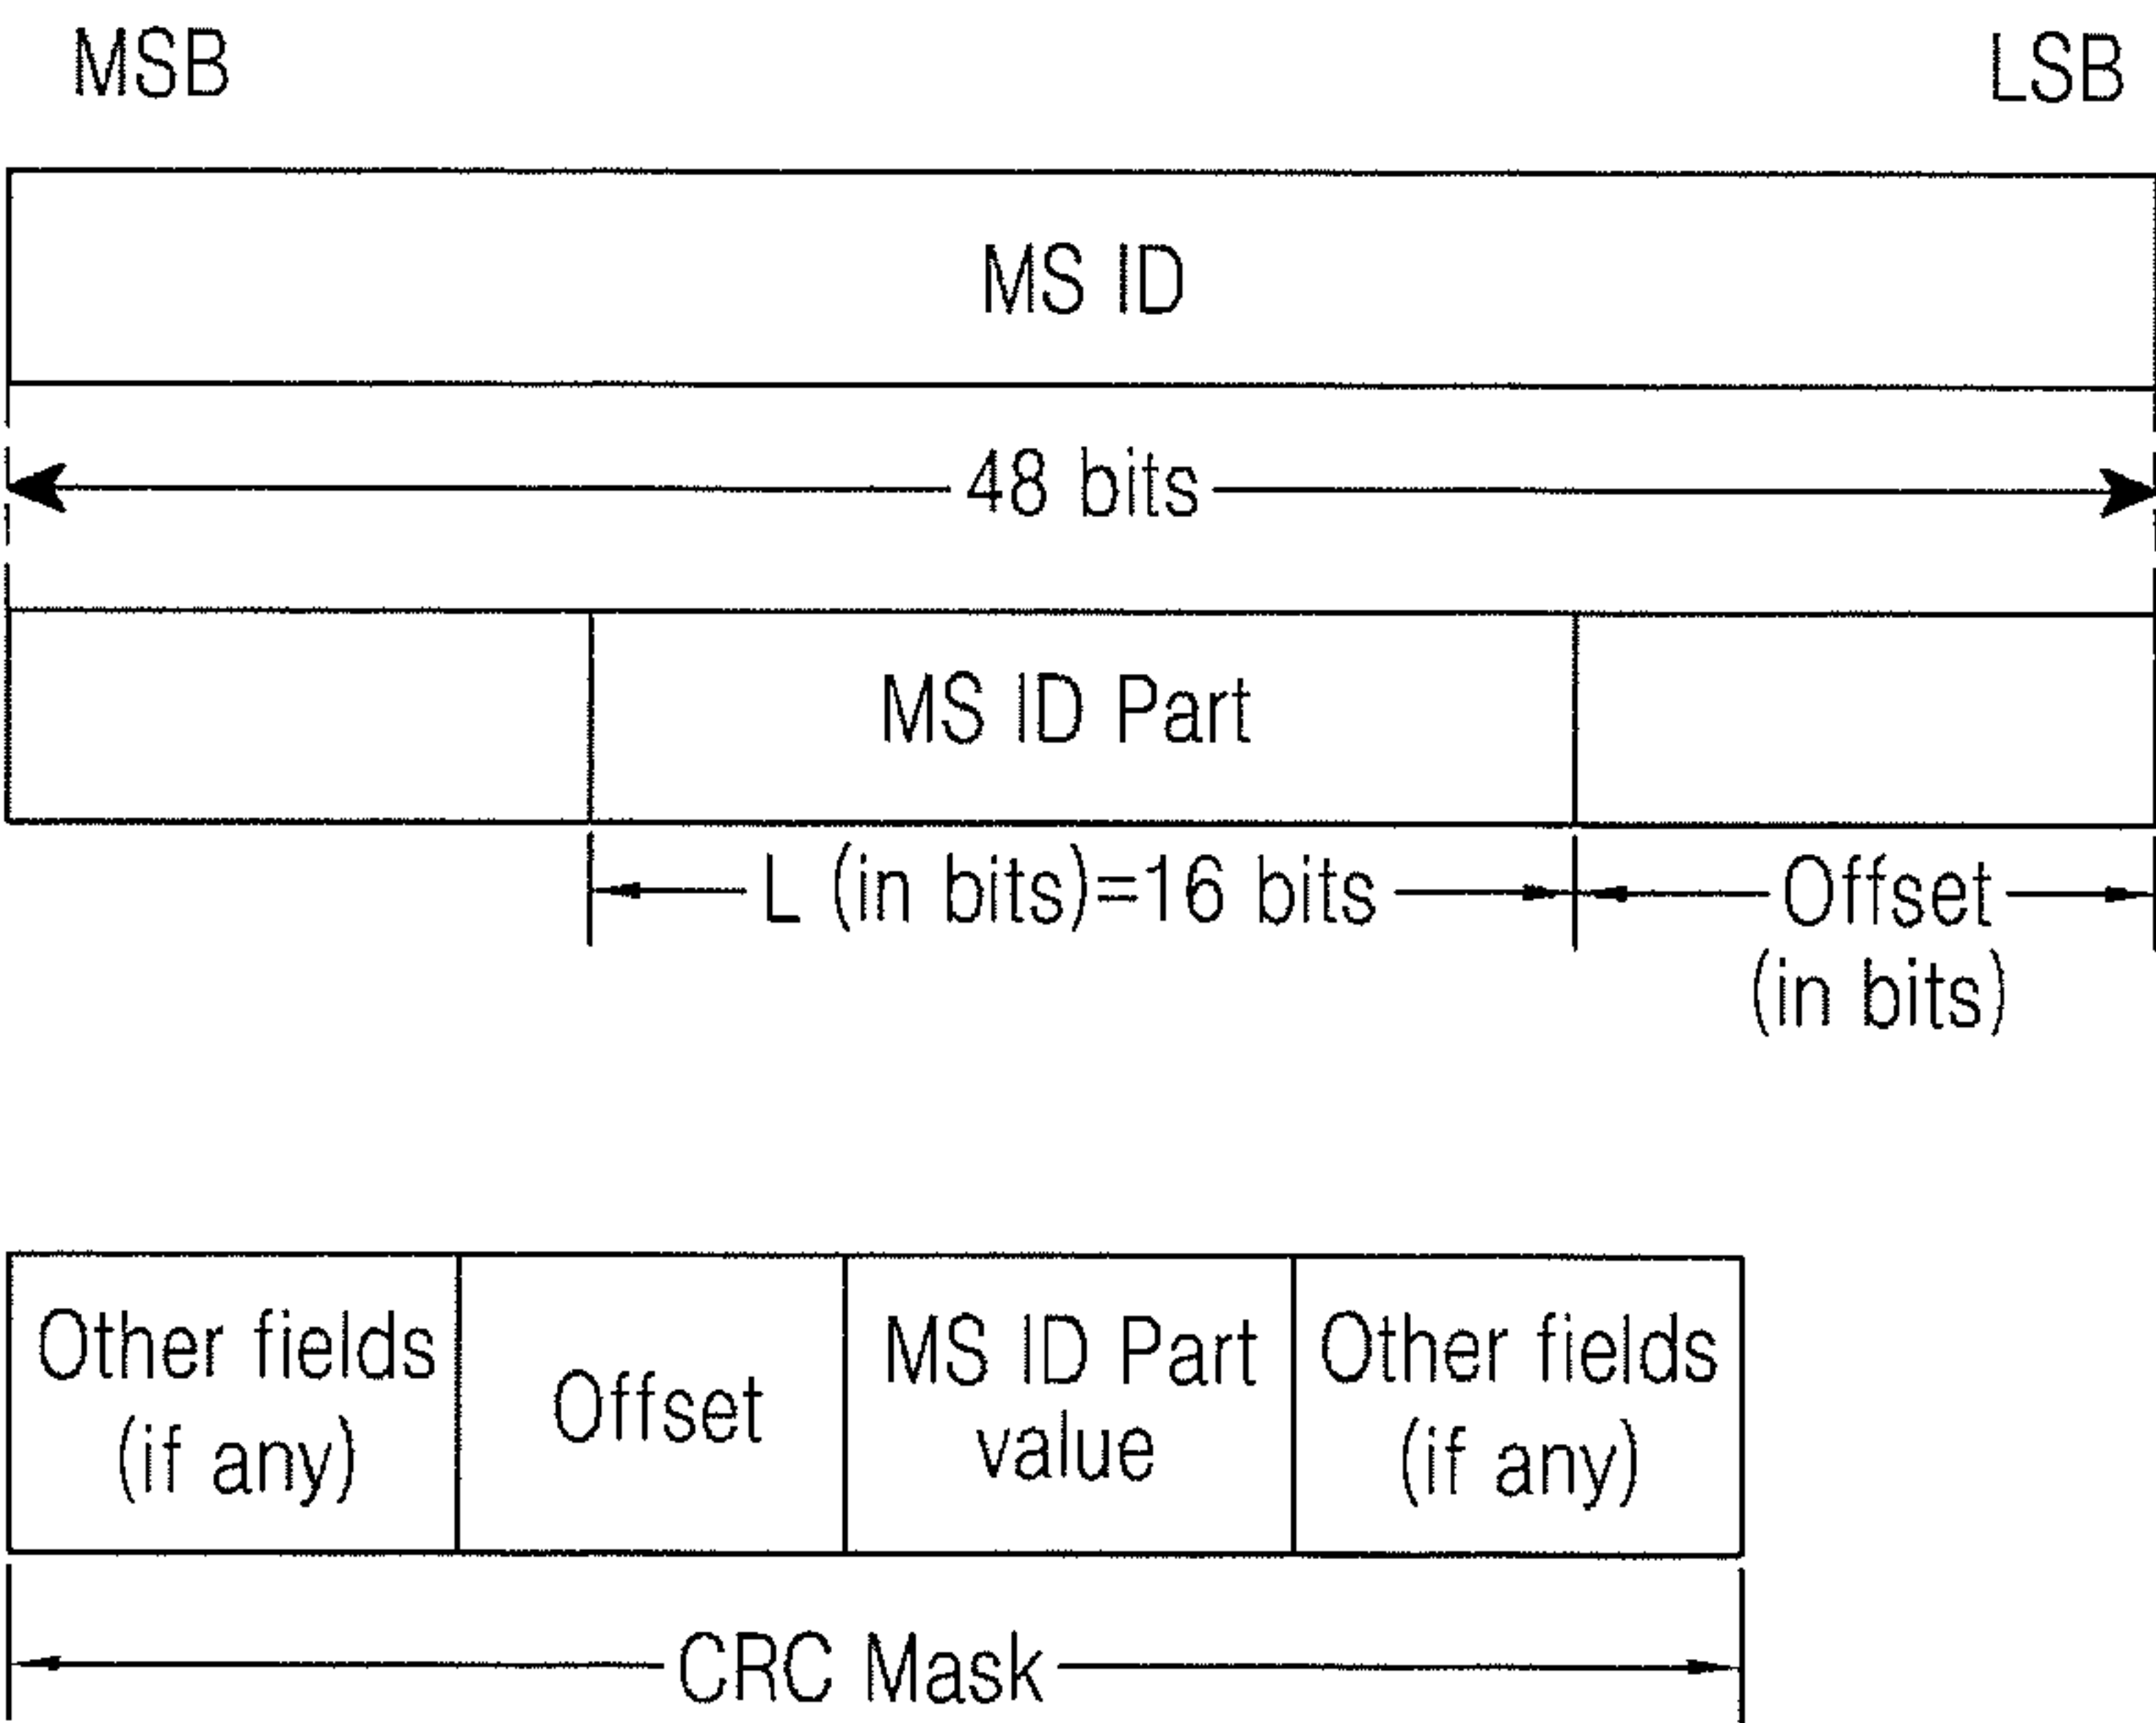 MSB
LSB
MS ID
48 bits
MS ID Part
L (in bits)=16 bits
Offset
(in bits)
Other fields
(if any)
Offset
MS ID Part
value
Other fields
(if any)
CRC Mask